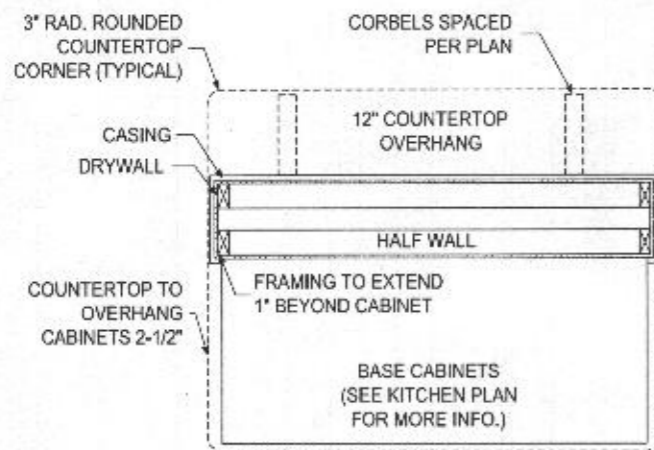 3" RAD. ROUNDED
COUNTERTOP
CORNER (TYPICAL)
CORBELS SPACED
PER PLAN
12" COUNTERTOP
OVERHANG
CASING
DRYWALL
HALF WALL
FRAMING TO EXTEND
1" BEYOND CABINET
COUNTERTOP TO
OVERHANG
CABINETS 2-1/2"
BASE CABINETS
(SEE KITCHEN PLAN
FOR MORE INFO.)